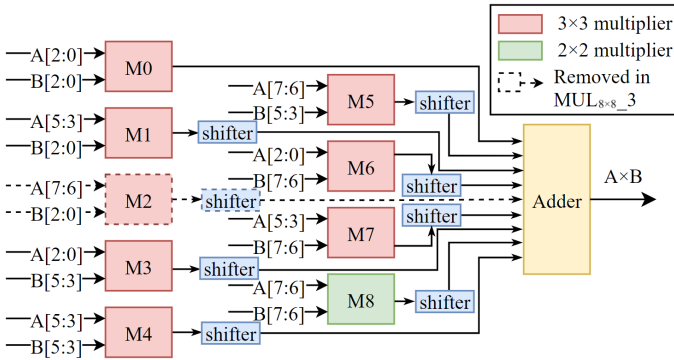 A[2:0]
B[2:0]
M0
A[5:3]
B[2:0]
M1
shifter
A[7:6]
B[2:0]
M2
shifter
A[2:0]
B[5:3]
M3
shifter
A[5:3]
B[5:3]
M4
shifter
A[7:6]
B[5:3]
M5
shifter
A[2:0]
B[7:6]
M6
shifter
A[5:3]
B[7:6]
M7
shifter
A[7:6]
B[7:6]
M8
shifter
Adder
A×B
3×3 multiplier
2×2 multiplier
Removed in
MUL₈ₓ₈_3